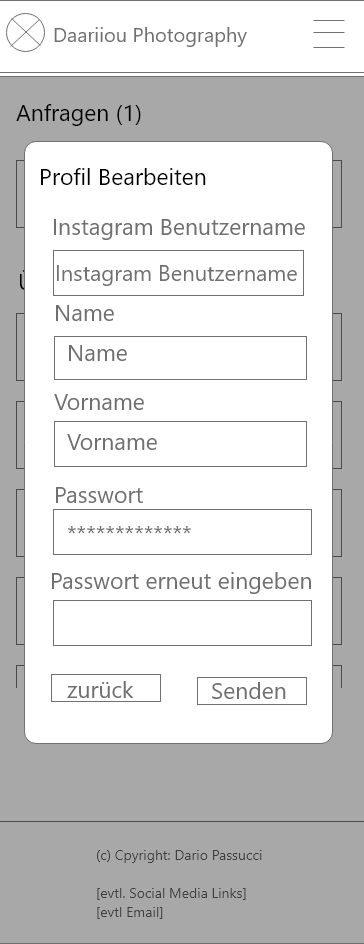 Daariiou Photography
Anfragen (1)
Profil Bearbeiten
Instagram Benutzername
Instagram Benutzername
Name
Name
Vorname
Vorname
Passwort
*************
Passwort erneut eingeben
zurück
Senden
(c) Cpyright: Dario Passucci
[evtl. Social Media Links]
[evtl Email]